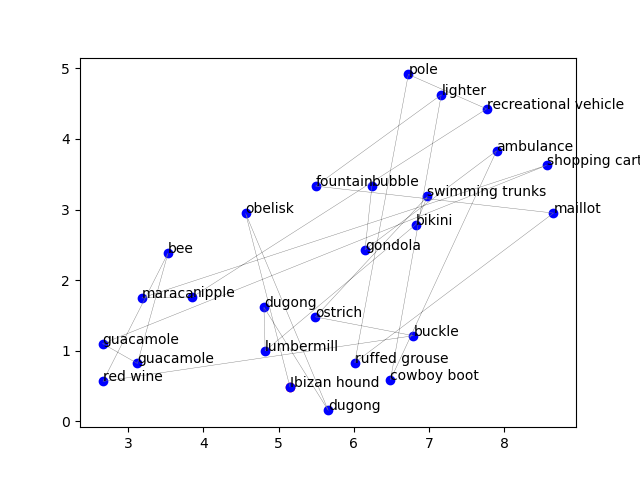 pole
lighter
recreational vehicle
ambulance
shopping cart
fountain
bubble
swimming trunks
obelisk
maillot
bikini
gondola
bee
maraca
nipple
dugong
ostrich
buckle
guacamole
lumbermill
guacamole
ruffed grouse
red wine
Ibizan hound
cowboy boot
dugong
5
4
3
2
1
0
3 4 5 6 7 8